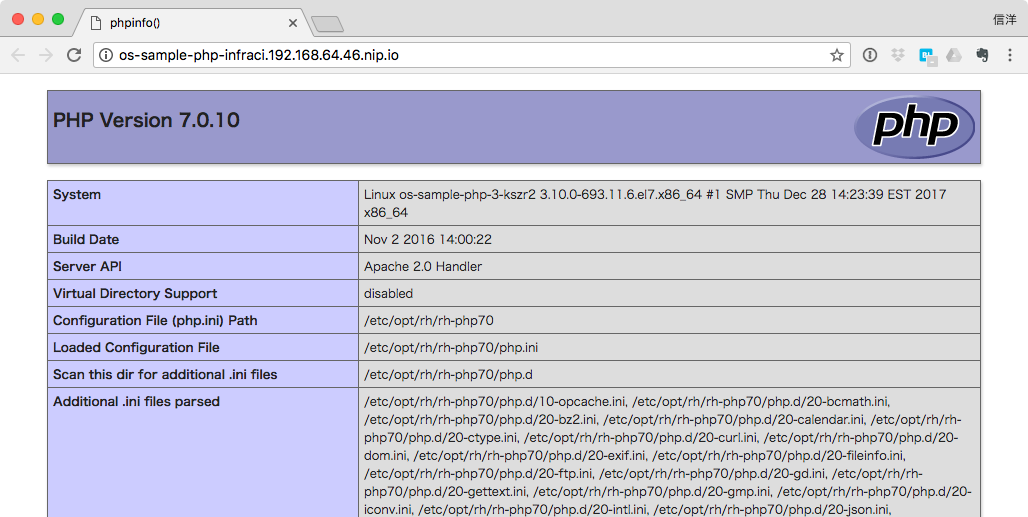 phpinfo()
信洋
os-sample-php-infraci.192.168.64.46.nip.io
PHP Version 7.0.10
php
System
Linux os-sample-php-3-kszr2 3.10.0-693.11.6.el7.x86_64 #1 SMP Thu Dec 28 14:23:39 EST 2017
x86_64
Build Date
Nov 2 2016 14:00:22
Server API
Apache 2.0 Handler
Virtual Directory Support
disabled
Configuration File (php.ini) Path
/etc/opt/rh/rh-php70
Loaded Configuration File
/etc/opt/rh/rh-php70/php.ini
Scan this dir for additional .ini files
/etc/opt/rh/rh-php70/php.d
Additional .ini files parsed
/etc/opt/rh/rh-php70/php.d/10-opcache.ini, /etc/opt/rh/rh-php70/php.d/20-bcmath.ini,
/etc/opt/rh/rh-php70/php.d/20-bz2.ini, /etc/opt/rh/rh-php70/php.d/20-calendar.ini, /etc/opt/rh/rh-
php70/php.d/20-ctype.ini, /etc/opt/rh/rh-php70/php.d/20-curl.ini, /etc/opt/rh/rh-php70/php.d/20-
dom.ini, /etc/opt/rh/rh-php70/php.d/20-exif.ini, /etc/opt/rh/rh-php70/php.d/20-fileinfo.ini,
/etc/opt/rh/rh-php70/php.d/20-ftp.ini, /etc/opt/rh/rh-php70/php.d/20-gd.ini, /etc/opt/rh/rh-
php70/php.d/20-gettext.ini, /etc/opt/rh/rh-php70/php.d/20-gmp.ini, /etc/opt/rh/rh-php70/php.d/20-
iconv.ini, /etc/opt/rh/rh-php70/php.d/20-intl.ini, /etc/opt/rh/rh-php70/php.d/20-json.ini,